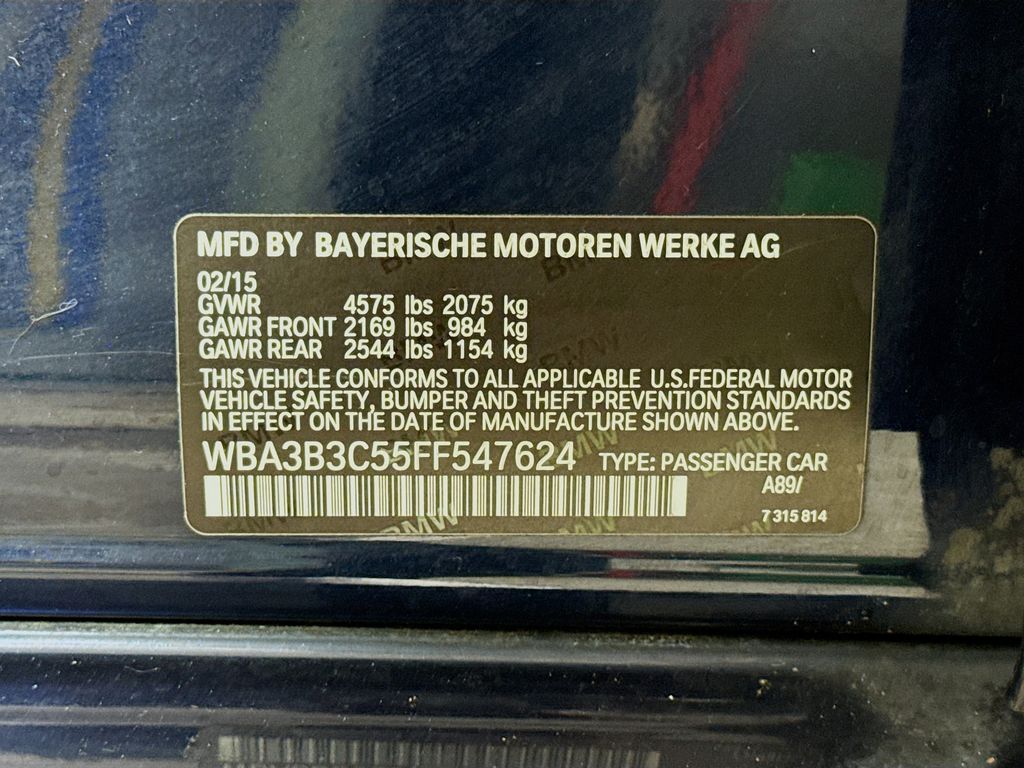 MFD BY BAYERISCHE MOTOREN WERKE AG
02/15
GVWR 4575 lbs 2075 kg
GAWR FRONT 2169 lbs 984 kg
GAWR REAR 2544 lbs 1154 kg
THIS VEHICLE CONFORMS TO ALL APPLICABLE U.S.FEDERAL MOTOR
VEHICLE SAFETY, BUMPER AND THEFT PREVENTION STANDARDS
IN EFFECT ON THE DATE OF MANUFACTURE SHOWN ABOVE.
WBA3B3C55FF547624 TYPE: PASSENGER CAR
A89/
7 315 814